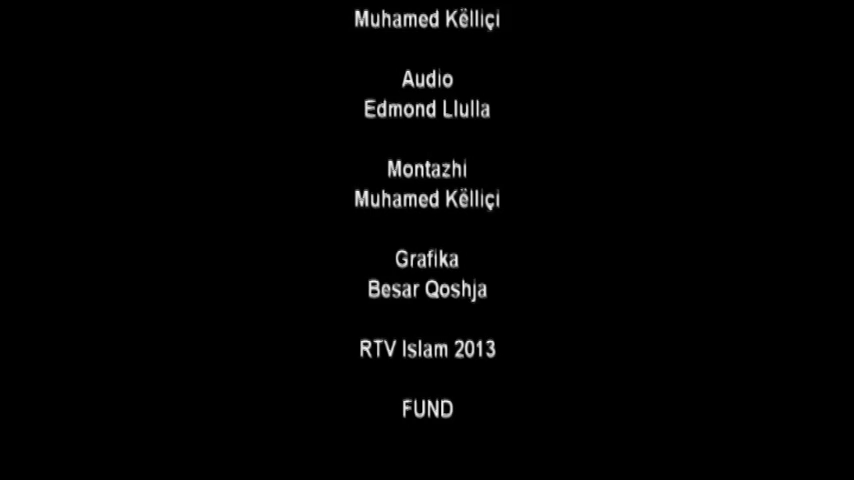 Muhamed Këlliçi
Audio
Edmond Llulla
Montazhi
Muhamed Këlliçi
Grafika
Besar Qoshja
RTV Islam 2013
FUND